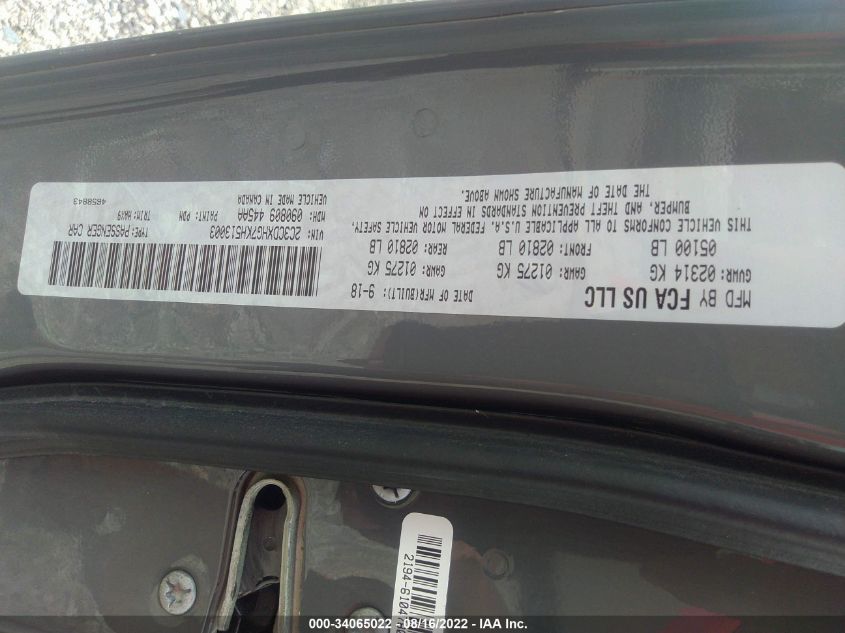 MFD BY FCA US LLC
DATE OF MFR(BUILT): 9-18
GVWR: 02314 KG
GAWR: 01275 KG
GAWR: 01275 KG
05100 LB
FRONT: 02810 LB
REAR: 02810 LB
THIS VEHICLE CONFORMS TO ALL APPLICABLE U.S.A. FEDERAL MOTOR VEHICLE SAFETY,
BUMPER, AND THEFT PREVENTION STANDARDS IN EFFECT ON
THE DATE OF MANUFACTURE SHOWN ABOVE.
VIN: 2C3CDXHG7KH513003
TYPE: PASSENGER CAR
MDH: 090809 445AA
PAINT: PDN
TRIM: HAX9
VEHICLE MADE IN CANADA
4658843
000-34065022 - 08/16/2022 - IAA Inc.